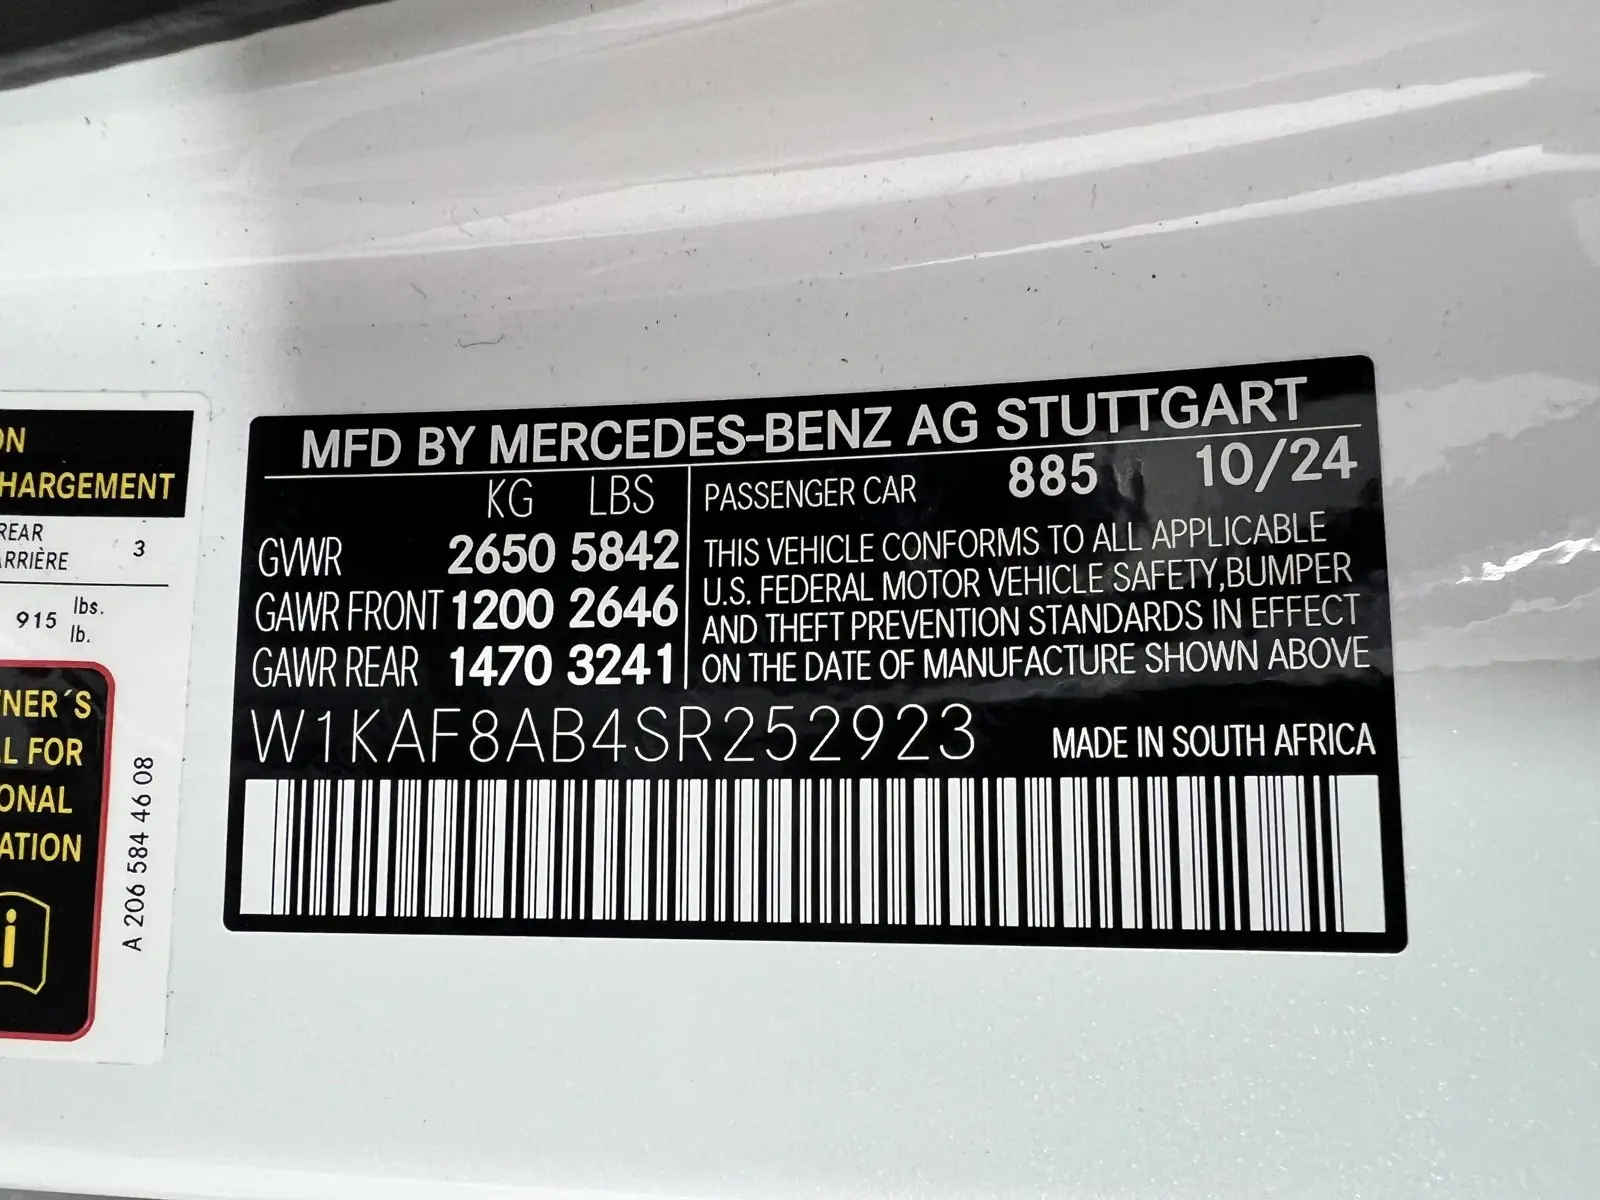 ON
HARGEMENT
REAR
ARRIÈRE 3
915 lbs.
lb.
NER´S
L FOR
ONAL
ATION
i
A 206 584 46 08
MFD BY MERCEDES-BENZ AG STUTTGART
KG LBS
GVWR 2650 5842
GAWR FRONT 1200 2646
GAWR REAR 1470 3241
PASSENGER CAR 885 10/24
THIS VEHICLE CONFORMS TO ALL APPLICABLE
U.S. FEDERAL MOTOR VEHICLE SAFETY,BUMPER
AND THEFT PREVENTION STANDARDS IN EFFECT
ON THE DATE OF MANUFACTURE SHOWN ABOVE
W1KAF8AB4SR252923
MADE IN SOUTH AFRICA